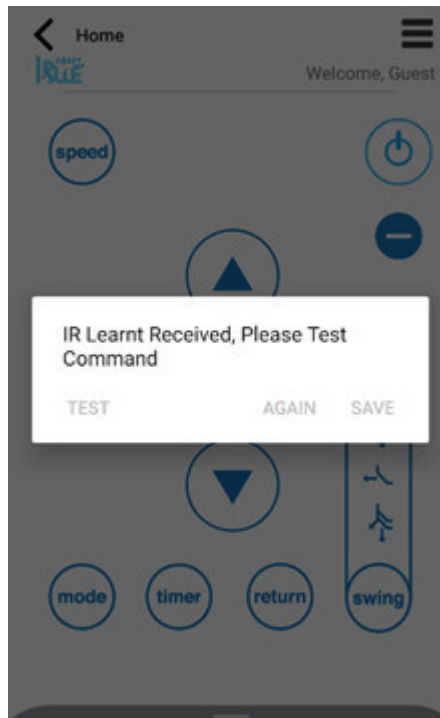 Home
Welcome, Guest
speed
IR Learnt Received, Please Test
Command
TEST AGAIN SAVE
mode timer return swing